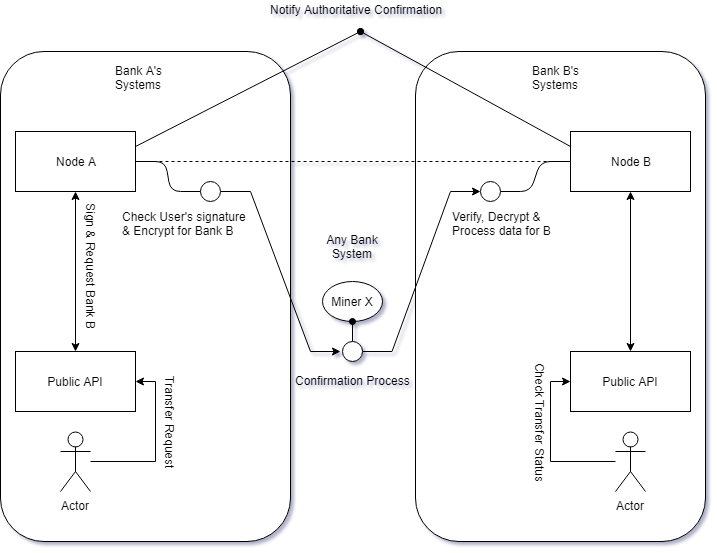 Notify Authoritative Confirmation
Bank A's
Systems
Bank B's
Systems
Node A
Node B
Check User's signature
& Encrypt for Bank B
Verify, Decrypt &
Process data for B
Sign & Request Bank B
Any Bank
System
Miner X
Confirmation Process
Public API
Transfer Request
Check Transfer Status
Public API
Actor
Actor